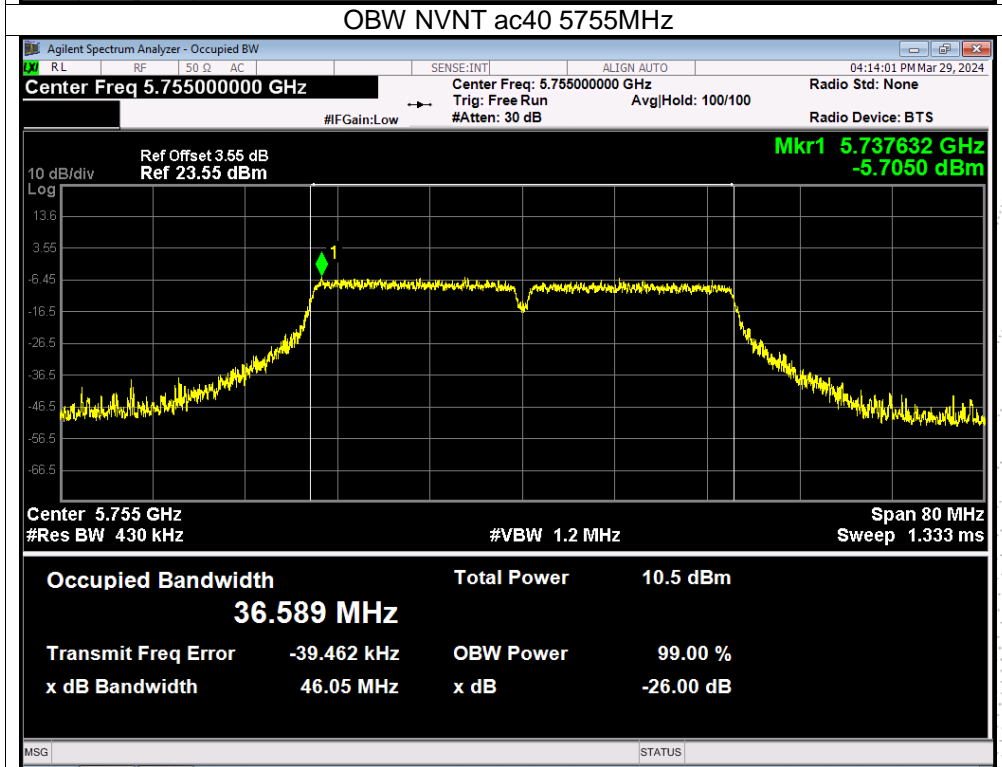 OBW NVNT ac40 5755MHz
Agilent Spectrum Analyzer - Occupied BW
LXI RL RF 50 Ω AC SENSE:INT ALIGN AUTO 04:14:01 PM Mar 29, 2024
Center Freq 5.755000000 GHz Center Freq: 5.755000000 GHz Radio Std: None
Trig: Free Run Avg|Hold: 100/100
#IFGain:Low #Atten: 30 dB Radio Device: BTS
Mkr1 5.737632 GHz
-5.7050 dBm
Ref Offset 3.55 dB
10 dB/div Ref 23.55 dBm
Log
13.6
3.55
1
-6.45
-16.5
-26.5
-36.5
-46.5
-56.5
-66.5
Center 5.755 GHz Span 80 MHz
#Res BW 430 kHz #VBW 1.2 MHz Sweep 1.333 ms
Occupied Bandwidth Total Power 10.5 dBm
36.589 MHz
Transmit Freq Error -39.462 kHz OBW Power 99.00 %
x dB Bandwidth 46.05 MHz x dB -26.00 dB
MSG STATUS